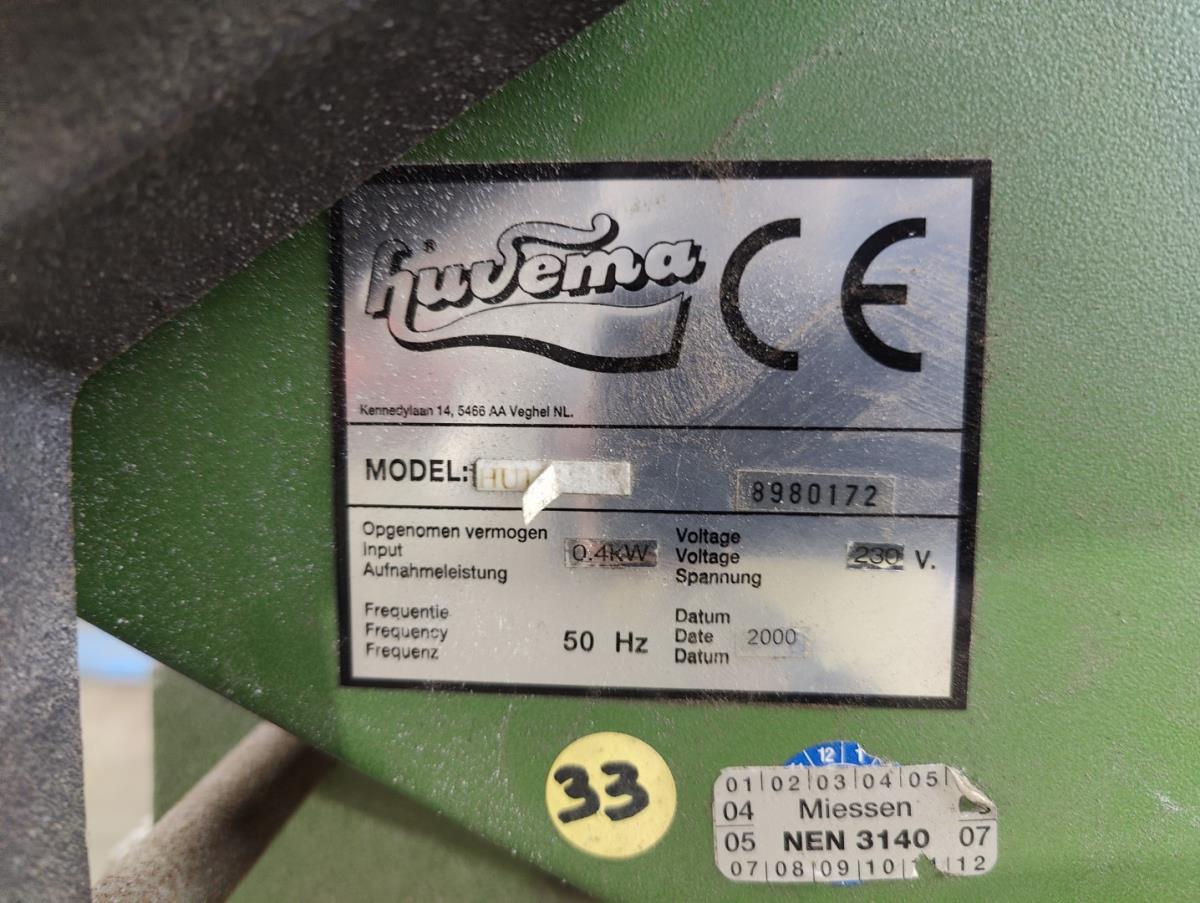 huvema ® CE
Kennedylaan 14, 5466 AA Veghel NL.
MODEL: 8980172
Opgenomen vermogen
Input 0.4kW
Aufnahmeleistung
Voltage
Voltage 230 V.
Spannung
Frequentie
Frequency 50 Hz
Frequenz
Datum
Date 2000
Datum
33
12 1
01 02 03 04 05
04 Miessen
05 NEN 3140 07
07 08 09 10 12